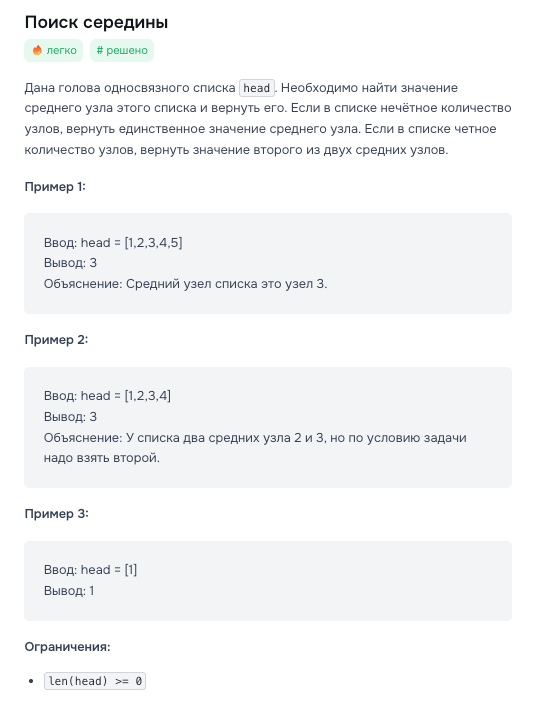 Поиск середины
🔥 легко # решено
Дана голова односвязного списка head. Необходимо найти значение
среднего узла этого списка и вернуть его. Если в списке нечётное количество
узлов, вернуть единственное значение среднего узла. Если в списке четное
количество узлов, вернуть значение второго из двух средних узлов.
Пример 1:
Ввод: head = [1,2,3,4,5]
Вывод: 3
Объяснение: Средний узел списка это узел 3.
Пример 2:
Ввод: head = [1,2,3,4]
Вывод: 3
Объяснение: У списка два средних узла 2 и 3, но по условию задачи
надо взять второй.
Пример 3:
Ввод: head = [1]
Вывод: 1
Ограничения:
• len(head) >= 0